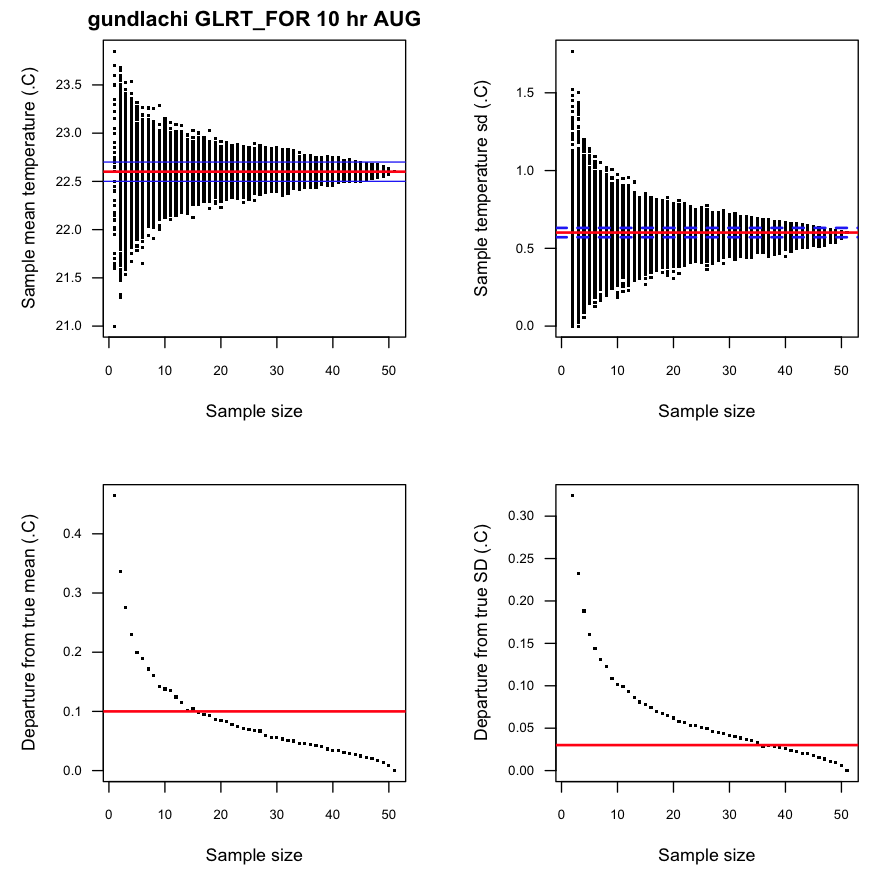 gundlachi GLRT_FOR 10 hr AUG
Sample mean temperature (.C)
23.5
23.0
22.5
22.0
21.5
21.0
0 10 20 30 40 50
Sample size
Sample temperature sd (.C)
1.5
1.0
0.5
0.0
0 10 20 30 40 50
Sample size
Departure from true mean (.C)
0.4
0.3
0.2
0.1
0.0
0 10 20 30 40 50
Sample size
Departure from true SD (.C)
0.30
0.25
0.20
0.15
0.10
0.05
0.00
0 10 20 30 40 50
Sample size